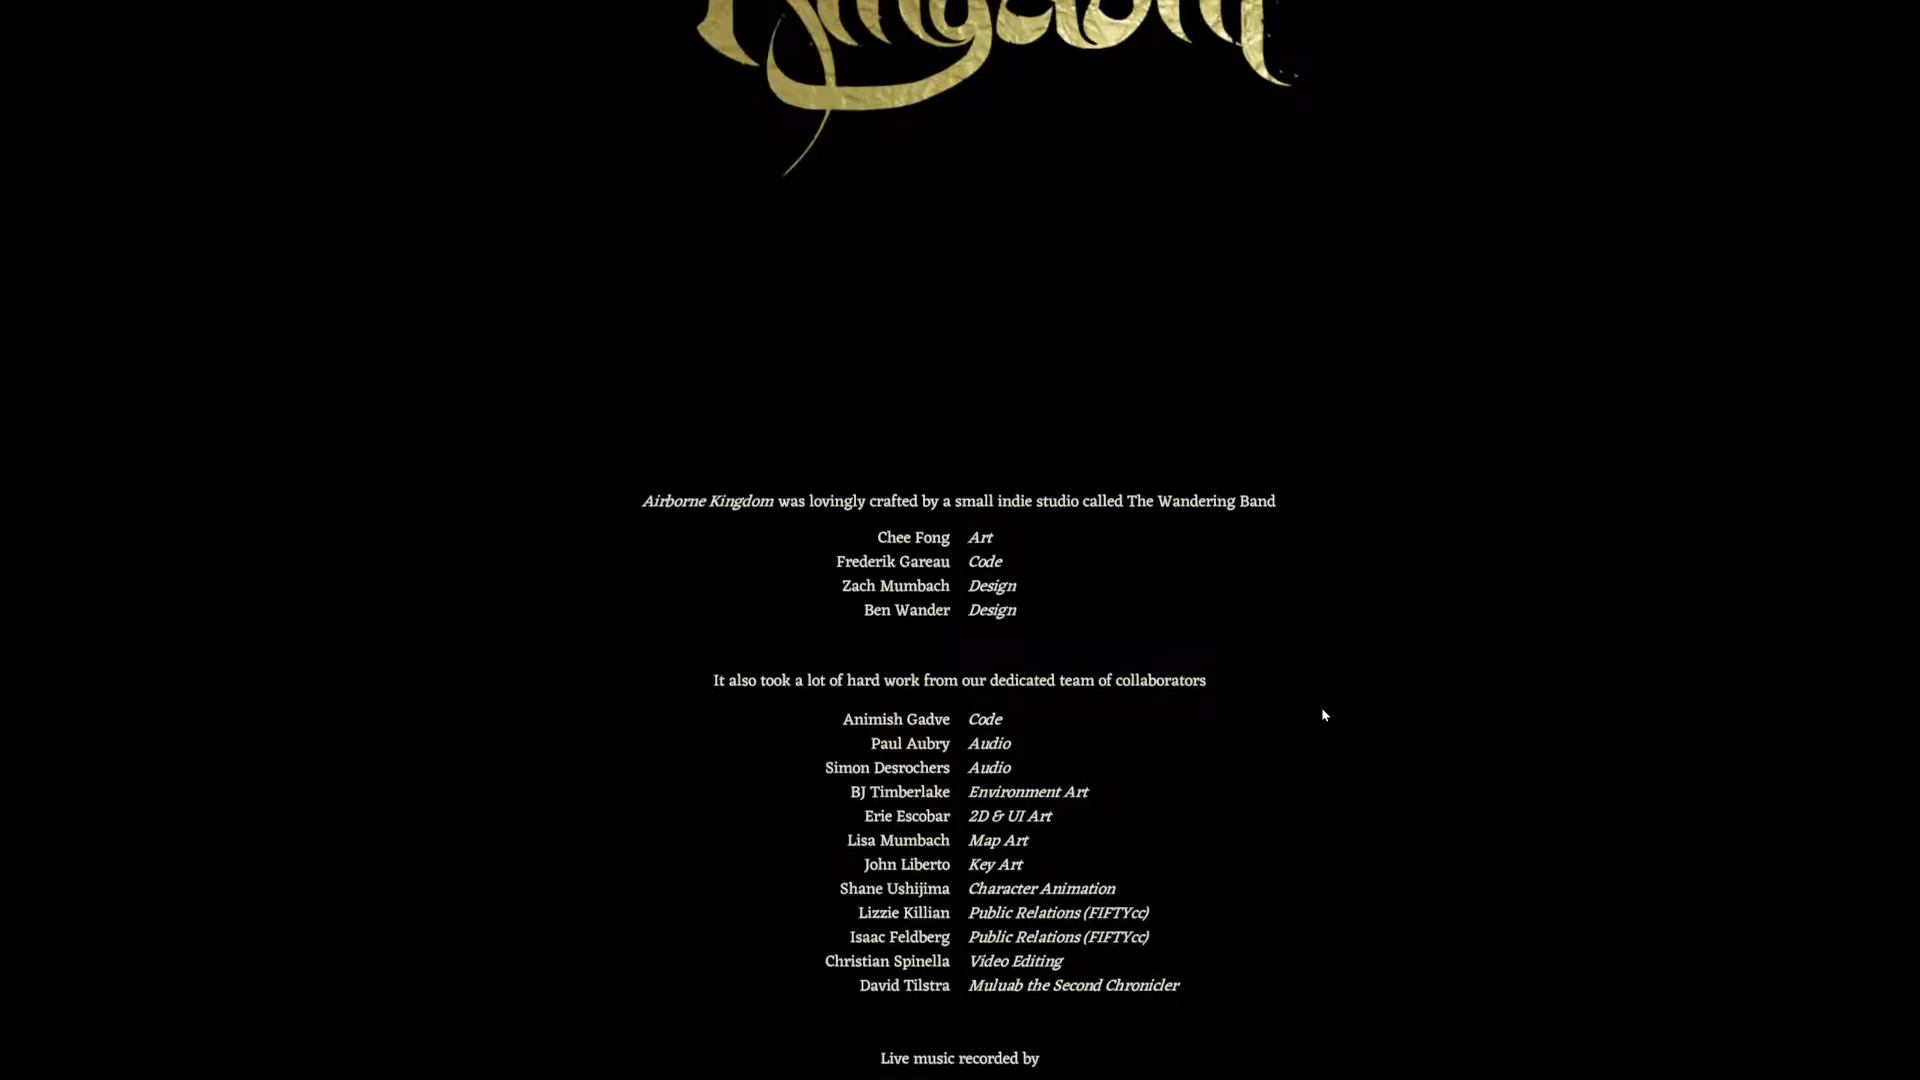 Kingdom
Airborne Kingdom was lovingly crafted by a small indie studio called The Wandering Band
Chee Fong Art
Frederik Gareau Code
Zach Mumbach Design
Ben Wander Design
It also took a lot of hard work from our dedicated team of collaborators
Animish Gadve Code
Paul Aubry Audio
Simon Desrochers Audio
BJ Timberlake Environment Art
Erie Escobar 2D & UI Art
Lisa Mumbach Map Art
John Liberto Key Art
Shane Ushijima Character Animation
Lizzie Killian Public Relations (FIFTYcc)
Isaac Feldberg Public Relations (FIFTYcc)
Christian Spinella Video Editing
David Tilstra Muluab the Second Chronicler
Live music recorded by